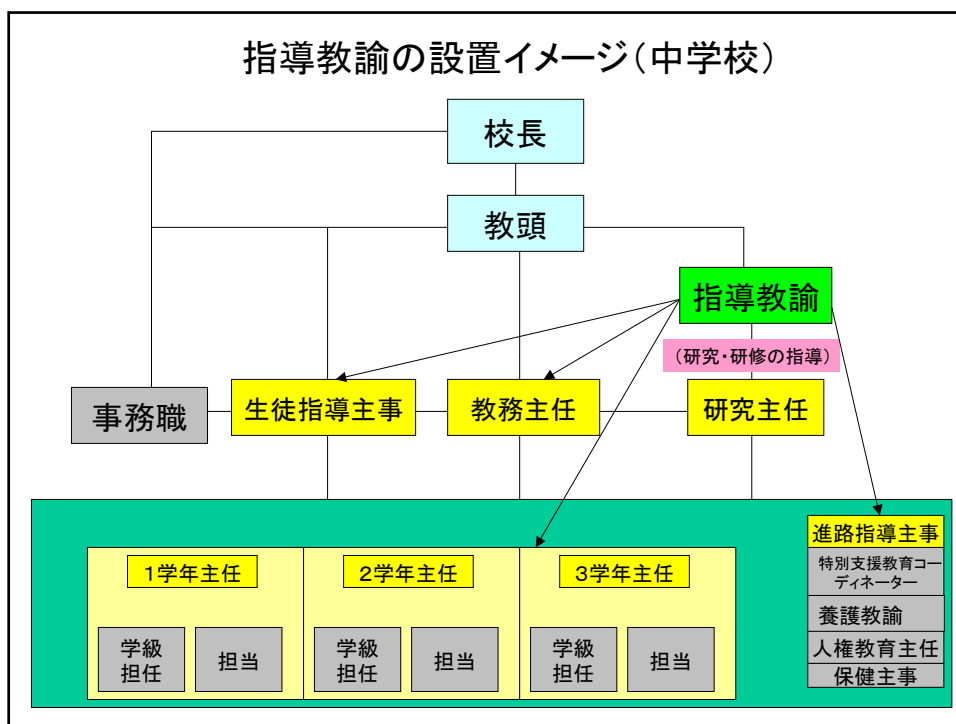 指導教諭の設置イメージ（中学校）
校長
教頭
指導教諭
（研究・研修の指導）
事務職
生徒指導主事
教務主任
研究主任
進路指導主事
特別支援教育コー
ディネーター
養護教諭
人権教育主任
保健主事
１学年主任
２学年主任
３学年主任
学級
担任
担当
学級
担任
担当
学級
担任
担当